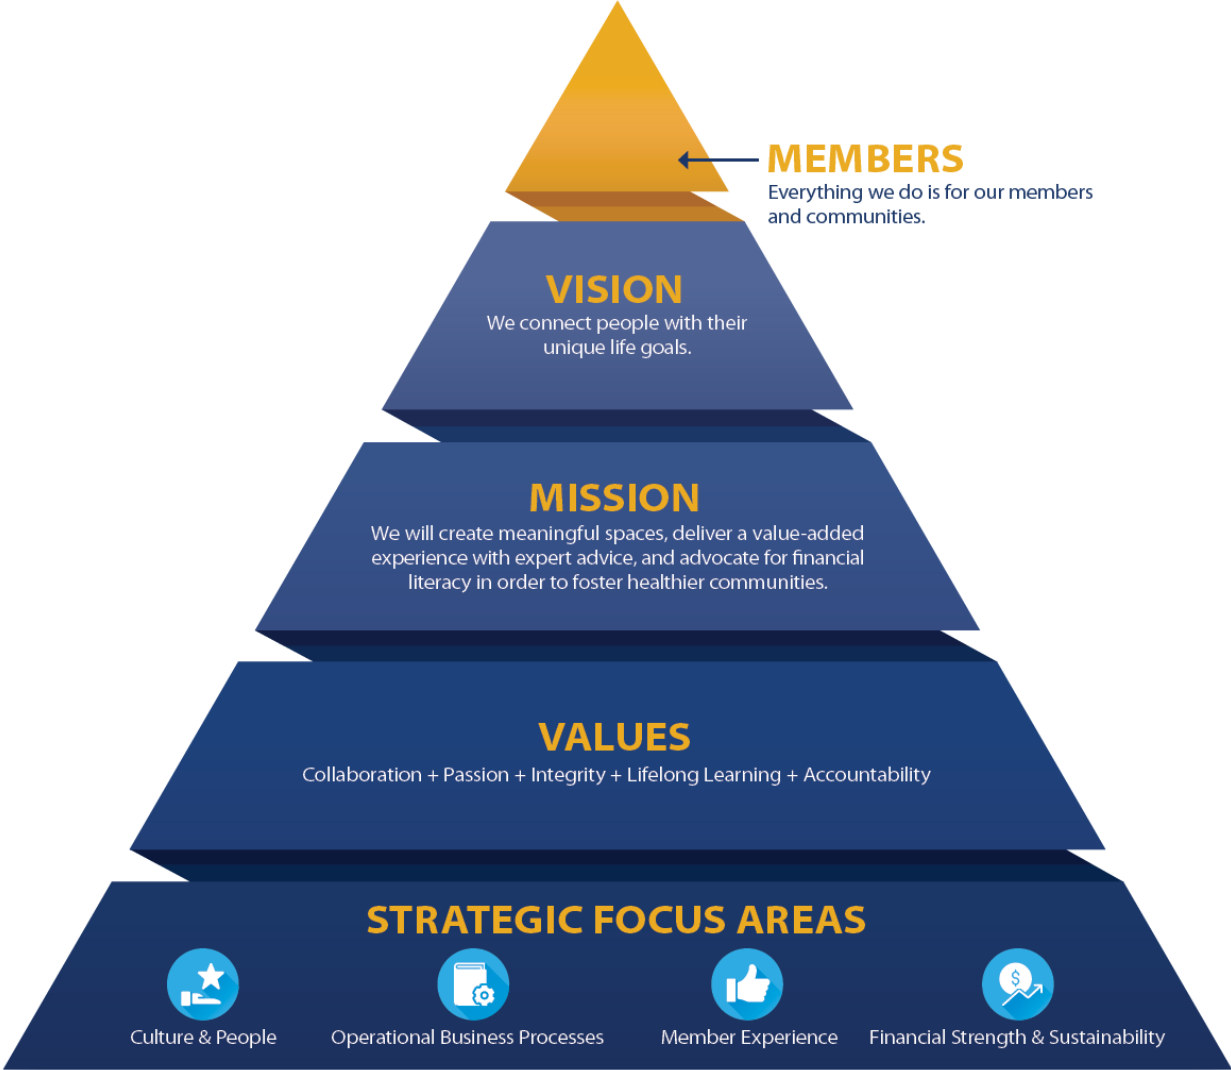 MEMBERS
Everything we do is for our members
and communities.
VISION
We connect people with their
unique life goals.
MISSION
We will create meaningful spaces, deliver a value-added
experience with expert advice, and advocate for financial
literacy in order to foster healthier communities.
VALUES
Collaboration + Passion + Integrity + Lifelong Learning + Accountability
STRATEGIC FOCUS AREAS
$
Culture & People
Operational Business Processes
Member Experience
Financial Strength & Sustainability